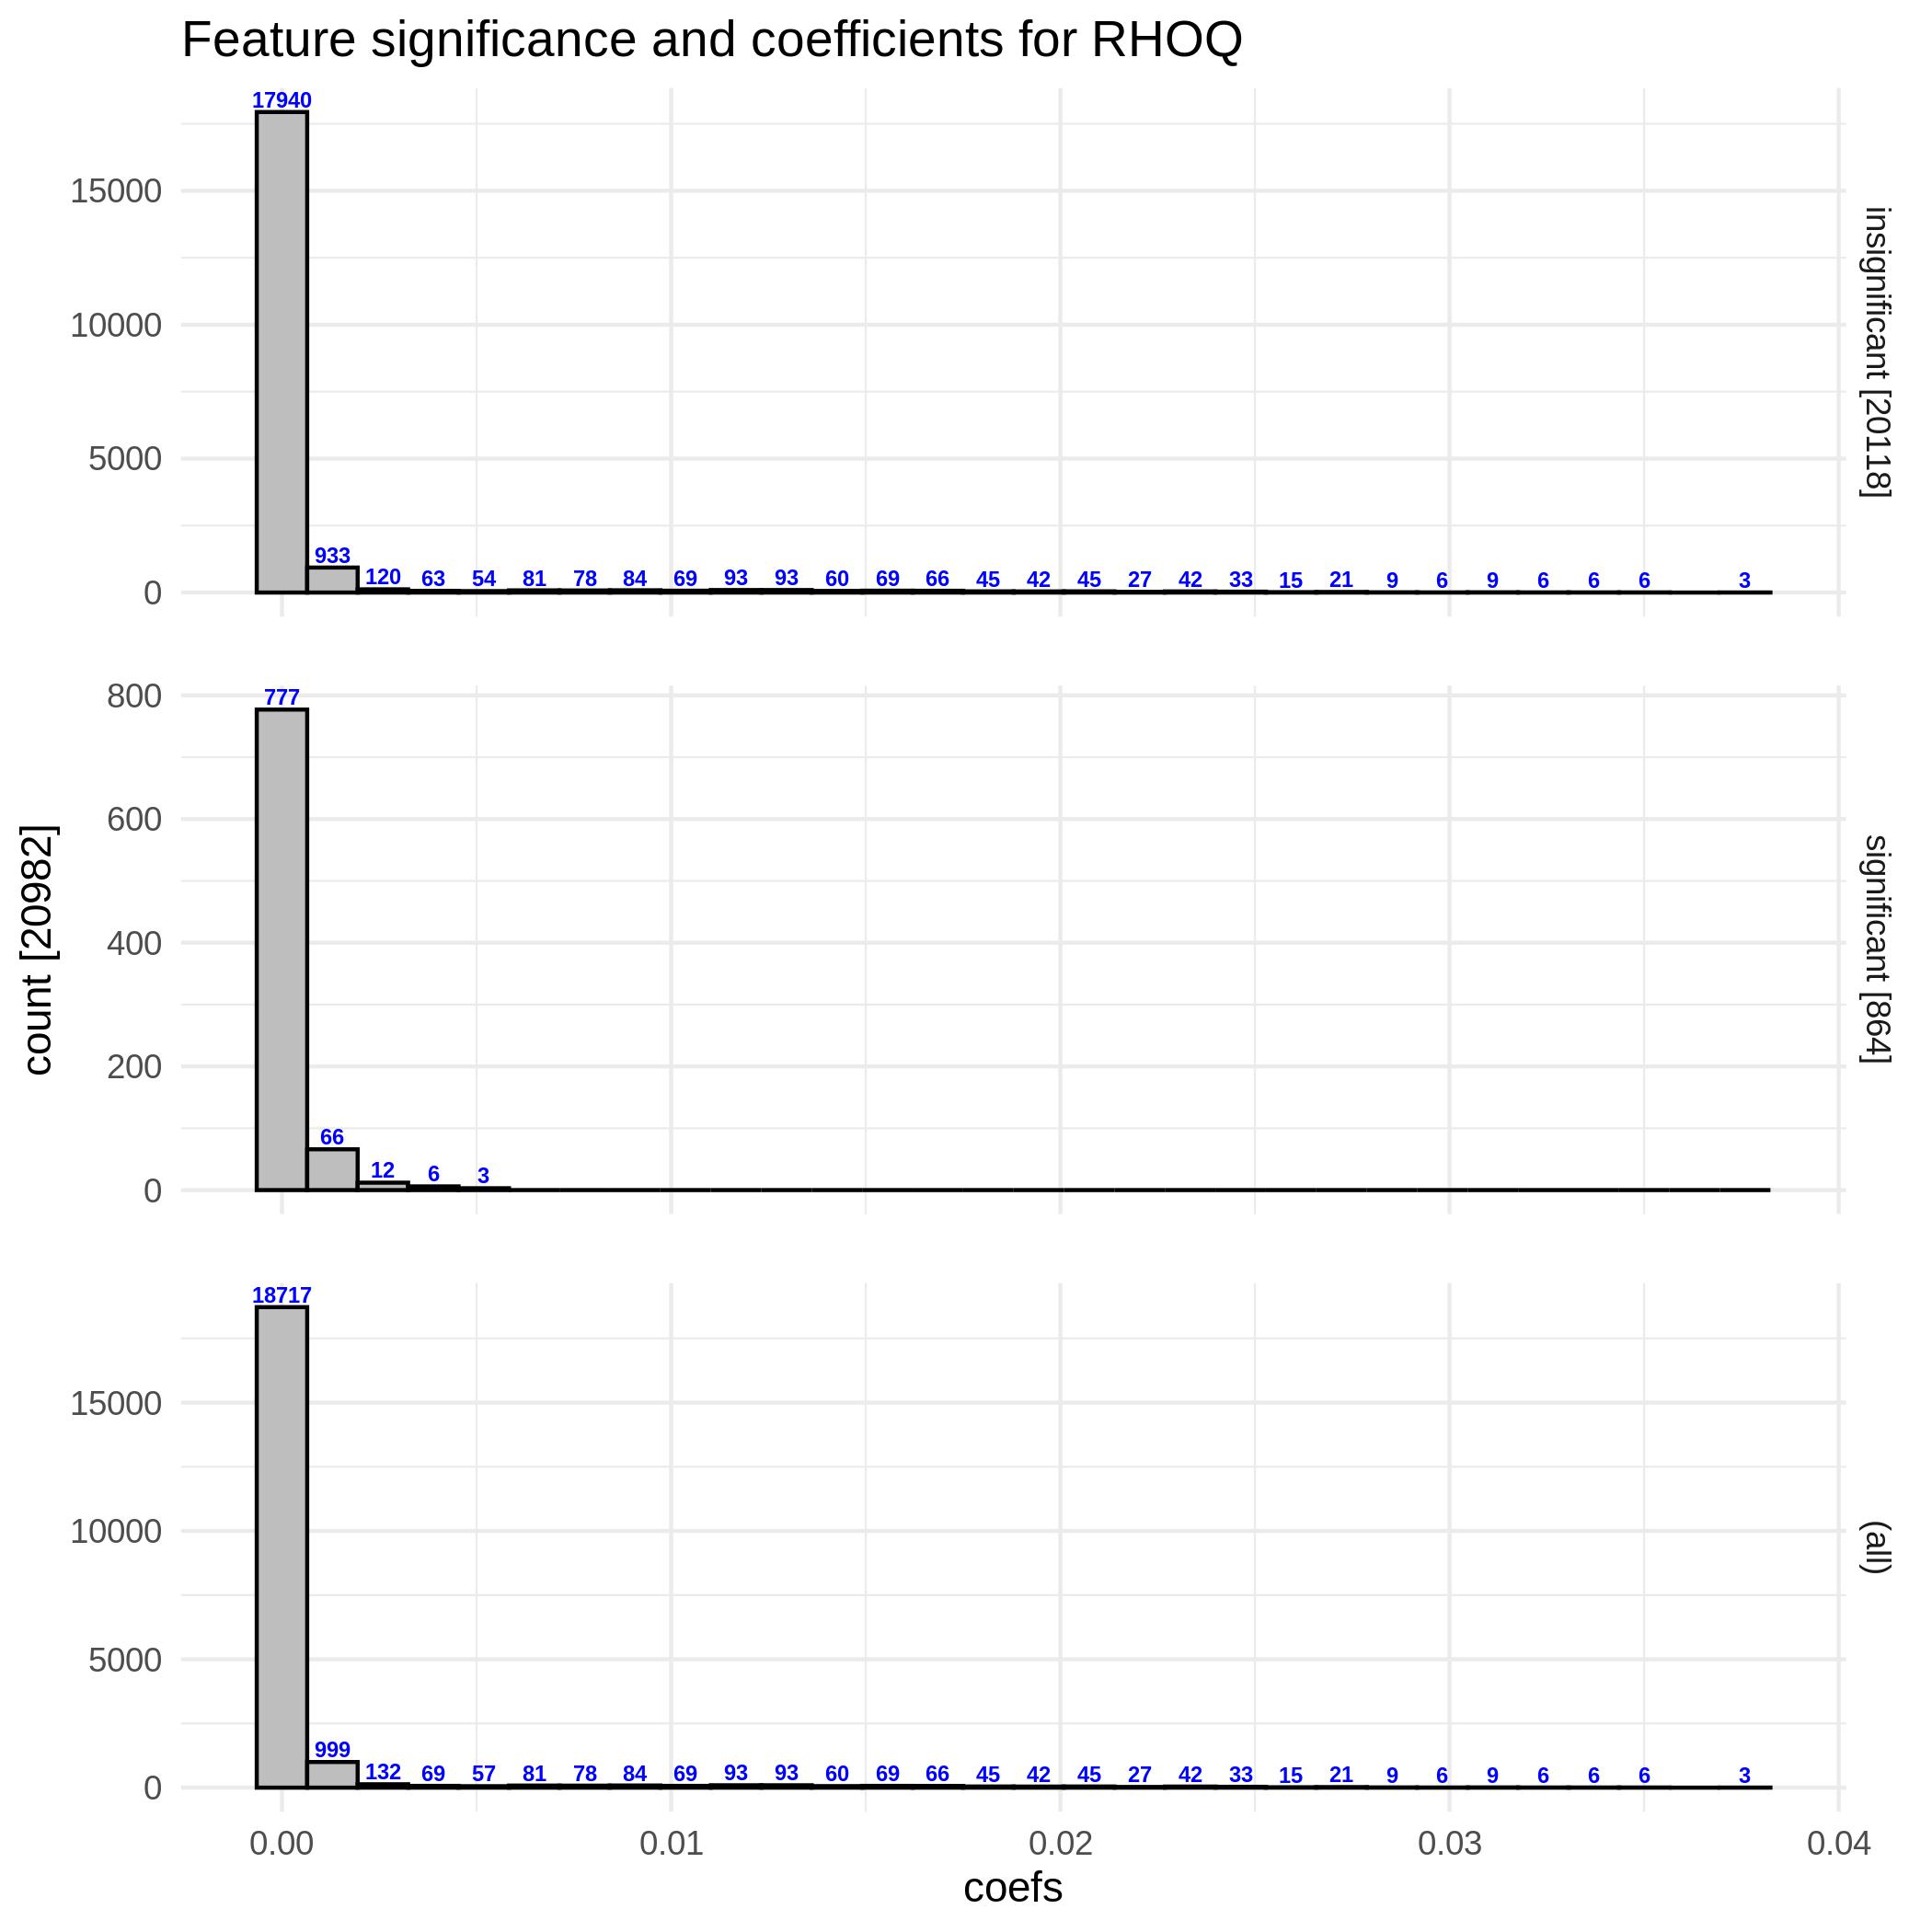 Feature significance and coefficients for RHOQ
17940
933 120 63 54 81 78 84 69 93 93 60 69 66 45 42 45 27 42 33 15 21 9 6 9 6 6 6 3
15000
10000
5000
0
insignificant [20118]
777
66 12 6 3
800
600
400
200
0
significant [864]
count [20982]
18717
999 132 69 57 81 78 84 69 93 93 60 69 66 45 42 45 27 42 33 15 21 9 6 9 6 6 6 3
15000
10000
5000
0
(all)
0.00 0.01 0.02 0.03 0.04
coefs